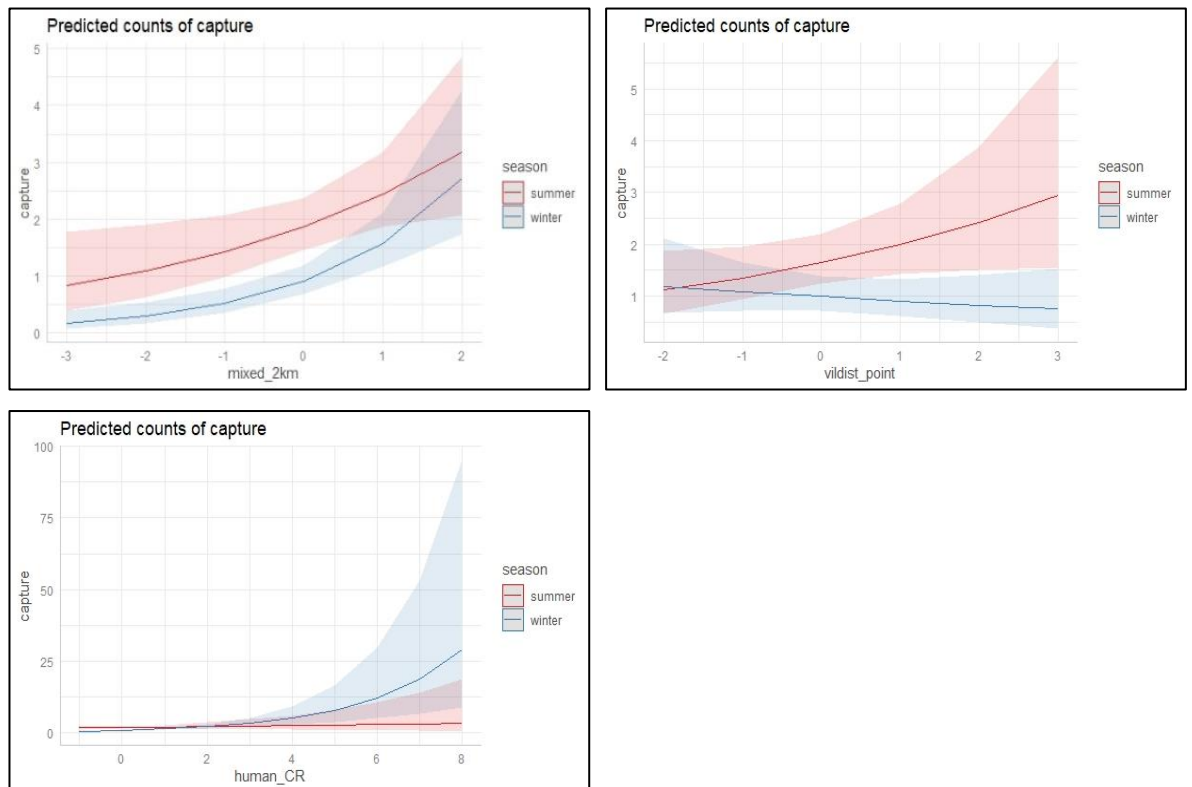 Predicted counts of capture
5
4
3
2
1
0
capture
-3 -2 -1 0 1 2
mixed_2km
season
summer
winter
Predicted counts of capture
5
4
3
2
1
capture
-2 -1 0 1 2 3
vildist_point
season
summer
winter
Predicted counts of capture
100
75
50
25
0
capture
0 2 4 6 8
human_CR
season
summer
winter